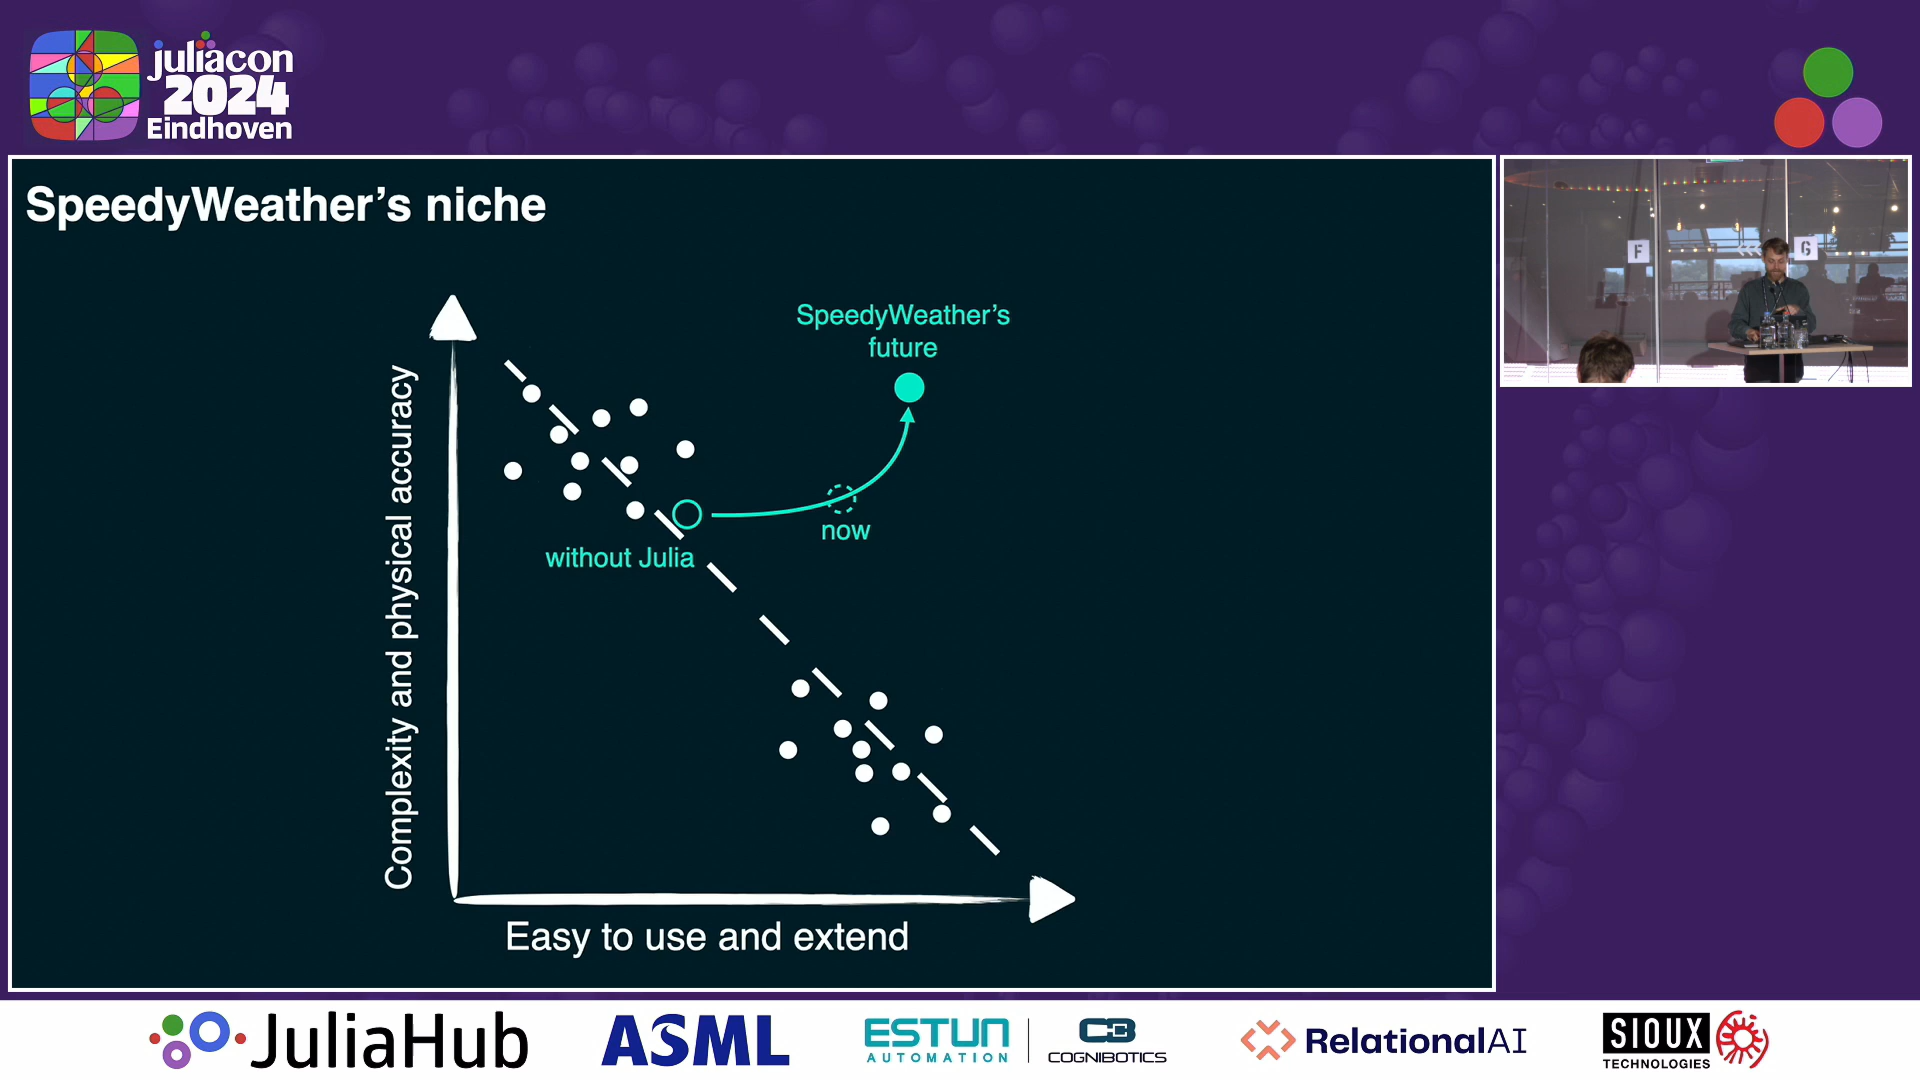 juliacon
2024
Eindhoven
SpeedyWeather's niche
SpeedyWeather's
future
now
without Julia
Complexity and physical accuracy
Easy to use and extend
F
G
JuliaHub
ASML
ESTUN
AUTOMATION
COGNIBOTICS
RelationalAI
SIOUX
TECHNOLOGIES